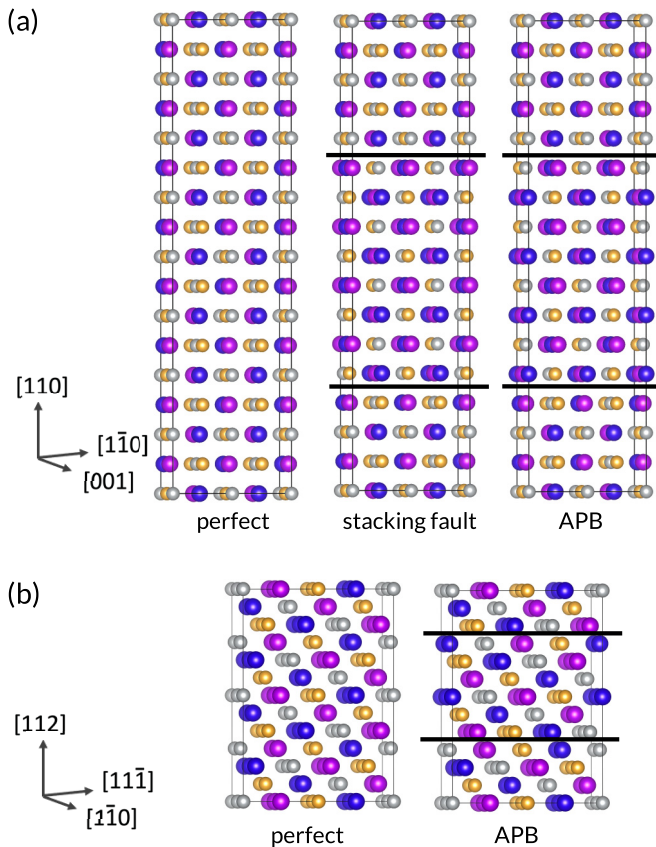 (a)
[110]
[11̄0]
[001]
perfect
stacking fault
APB
(b)
[112]
[111̄]
[11̄0]
perfect
APB